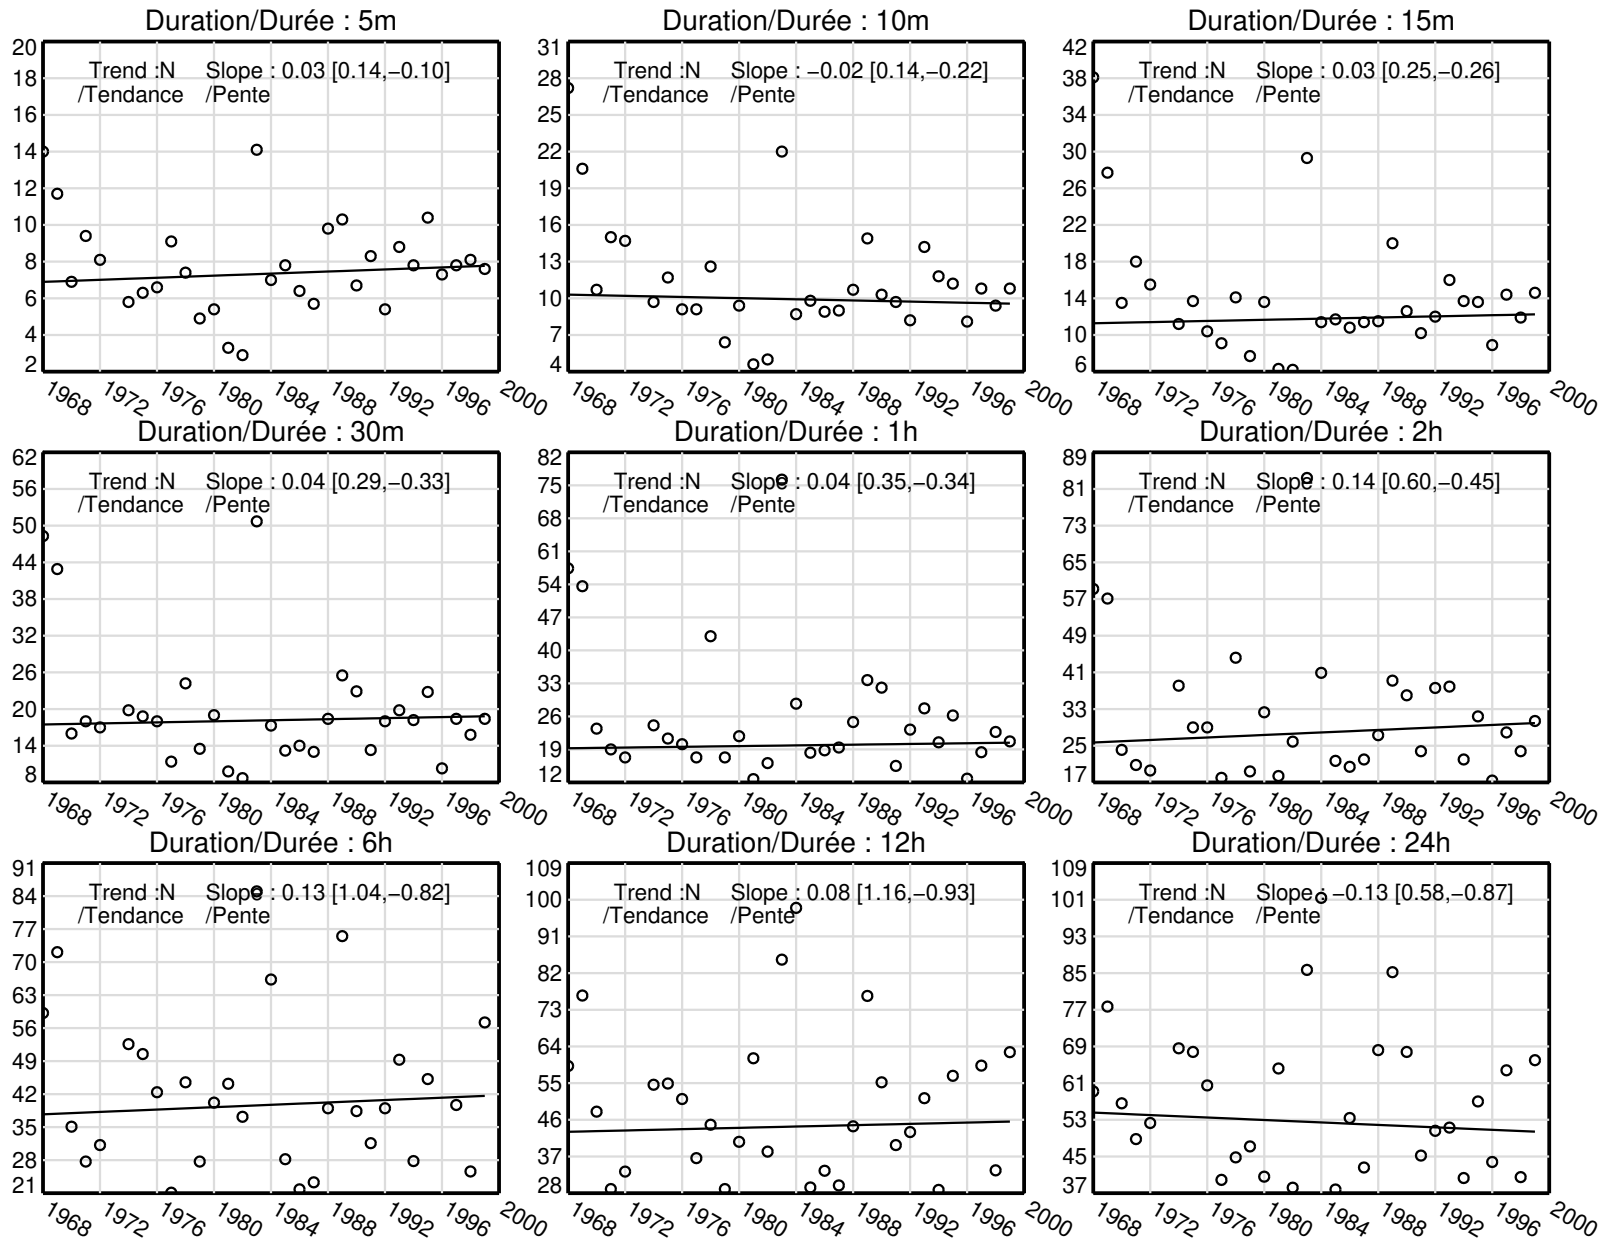 Duration/Durée : 5m
20
18
16
14
12
10
8
6
4
2
Trend :N Slope : 0.03 [0.14,−0.10]
/Tendance /Pente
1968 1972 1976 1980 1984 1988 1992 1996 2000
Duration/Durée : 10m
31
28
25
22
19
16
13
10
7
4
Trend :N Slope : −0.02 [0.14,−0.22]
/Tendance /Pente
1968 1972 1976 1980 1984 1988 1992 1996 2000
Duration/Durée : 15m
42
38
34
30
26
22
18
14
10
6
Trend :N Slope : 0.03 [0.25,−0.26]
/Tendance /Pente
1968 1972 1976 1980 1984 1988 1992 1996 2000
Duration/Durée : 30m
62
56
50
44
38
32
26
20
14
8
Trend :N Slope : 0.04 [0.29,−0.33]
/Tendance /Pente
1968 1972 1976 1980 1984 1988 1992 1996 2000
Duration/Durée : 1h
82
75
68
61
54
47
40
33
26
19
12
Trend :N Slope : 0.04 [0.35,−0.34]
/Tendance /Pente
1968 1972 1976 1980 1984 1988 1992 1996 2000
Duration/Durée : 2h
89
81
73
65
57
49
41
33
25
17
Trend :N Slope : 0.14 [0.60,−0.45]
/Tendance /Pente
1968 1972 1976 1980 1984 1988 1992 1996 2000
Duration/Durée : 6h
91
84
77
70
63
56
49
42
35
28
21
Trend :N Slope : 0.13 [1.04,−0.82]
/Tendance /Pente
1968 1972 1976 1980 1984 1988 1992 1996 2000
Duration/Durée : 12h
109
100
91
82
73
64
55
46
37
28
Trend :N Slope : 0.08 [1.16,−0.93]
/Tendance /Pente
1968 1972 1976 1980 1984 1988 1992 1996 2000
Duration/Durée : 24h
109
101
93
85
77
69
61
53
45
37
Trend :N Slope : −0.13 [0.58,−0.87]
/Tendance /Pente
1968 1972 1976 1980 1984 1988 1992 1996 2000